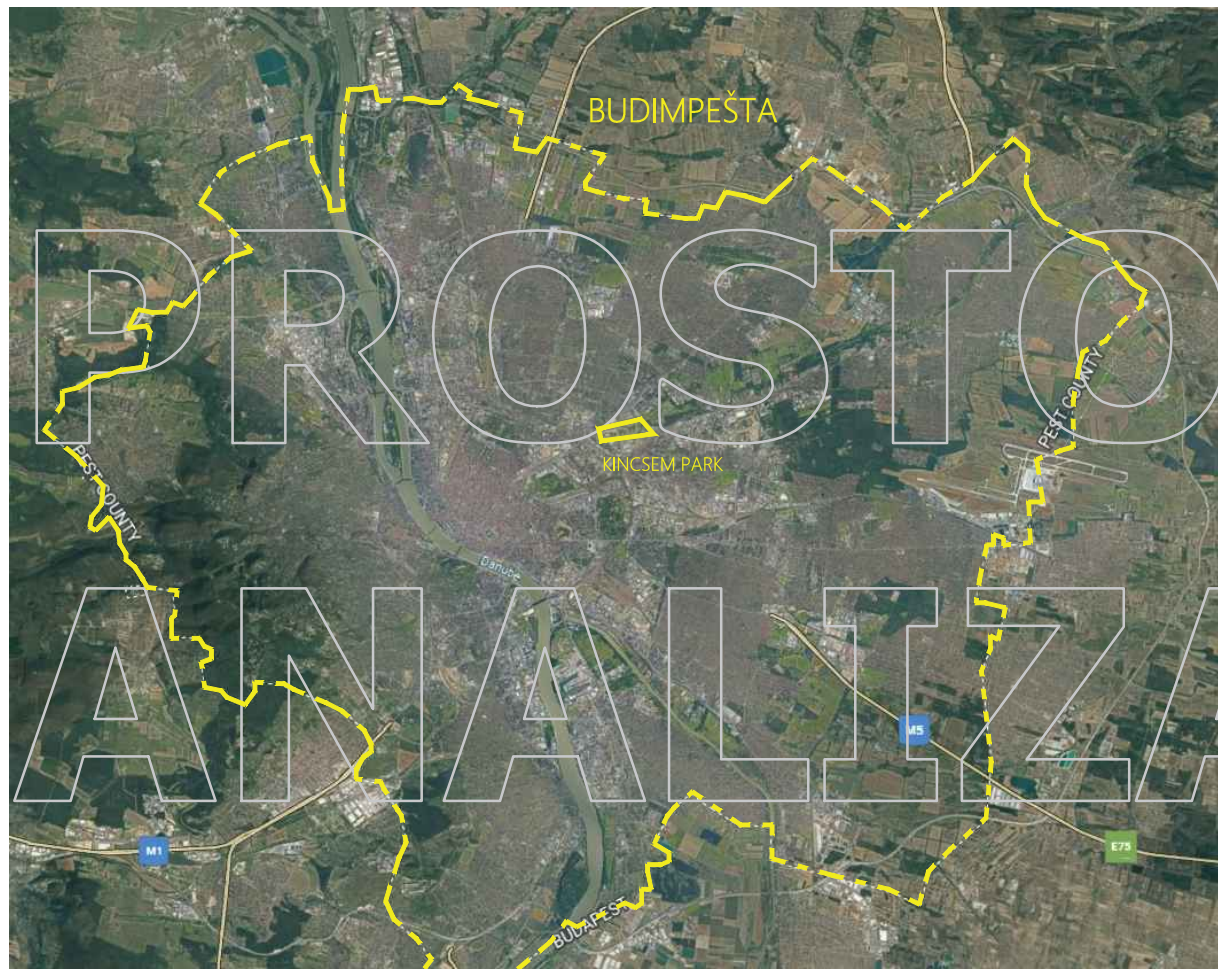 BUDIMPEŠTA
PROSTO
PEST COUNTY
KINCSEM PARK
PEST COUNTY
Danube
ANALIZA
M5
M1
E75
BUDAPEST